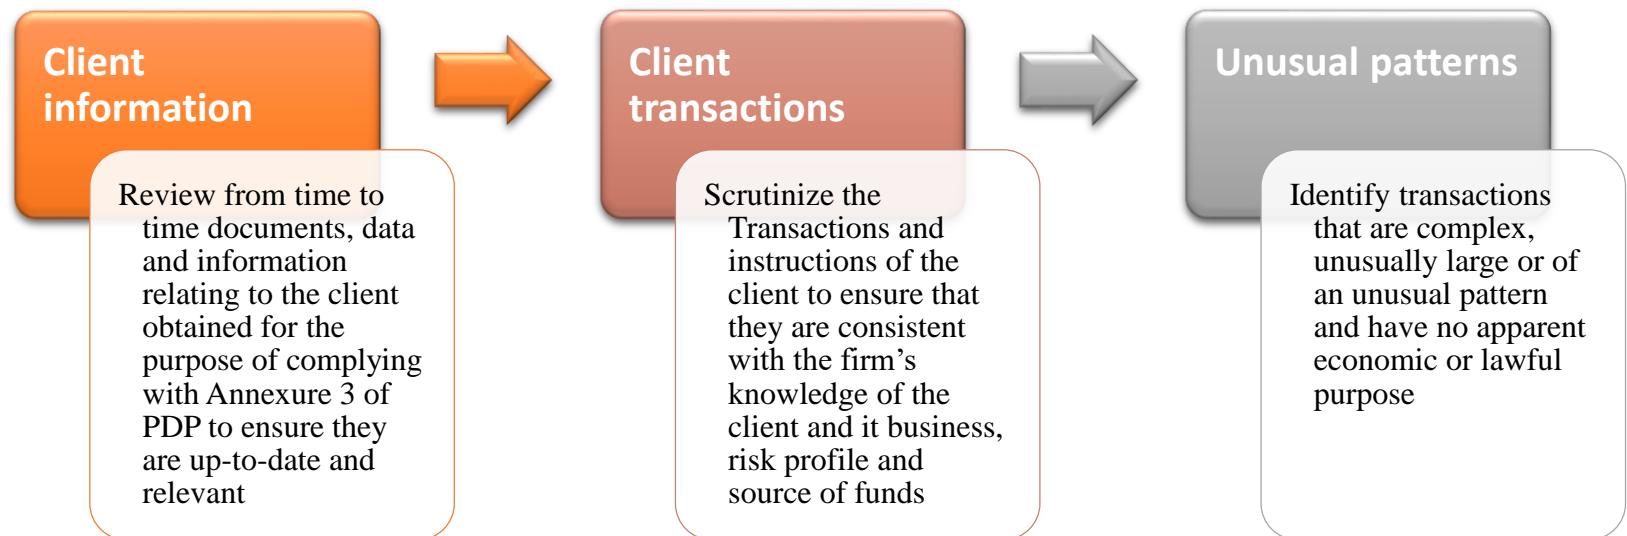 Client
information
Review from time to
time documents, data
and information
relating to the client
obtained for the
purpose of complying
with Annexure 3 of
PDP to ensure they
are up-to-date and
relevant
Client
transactions
Scrutinize the
Transactions and
instructions of the
client to ensure that
they are consistent
with the firm’s
knowledge of the
client and it business,
risk profile and
source of funds
Unusual patterns
Identify transactions
that are complex,
unusually large or of
an unusual pattern
and have no apparent
economic or lawful
purpose